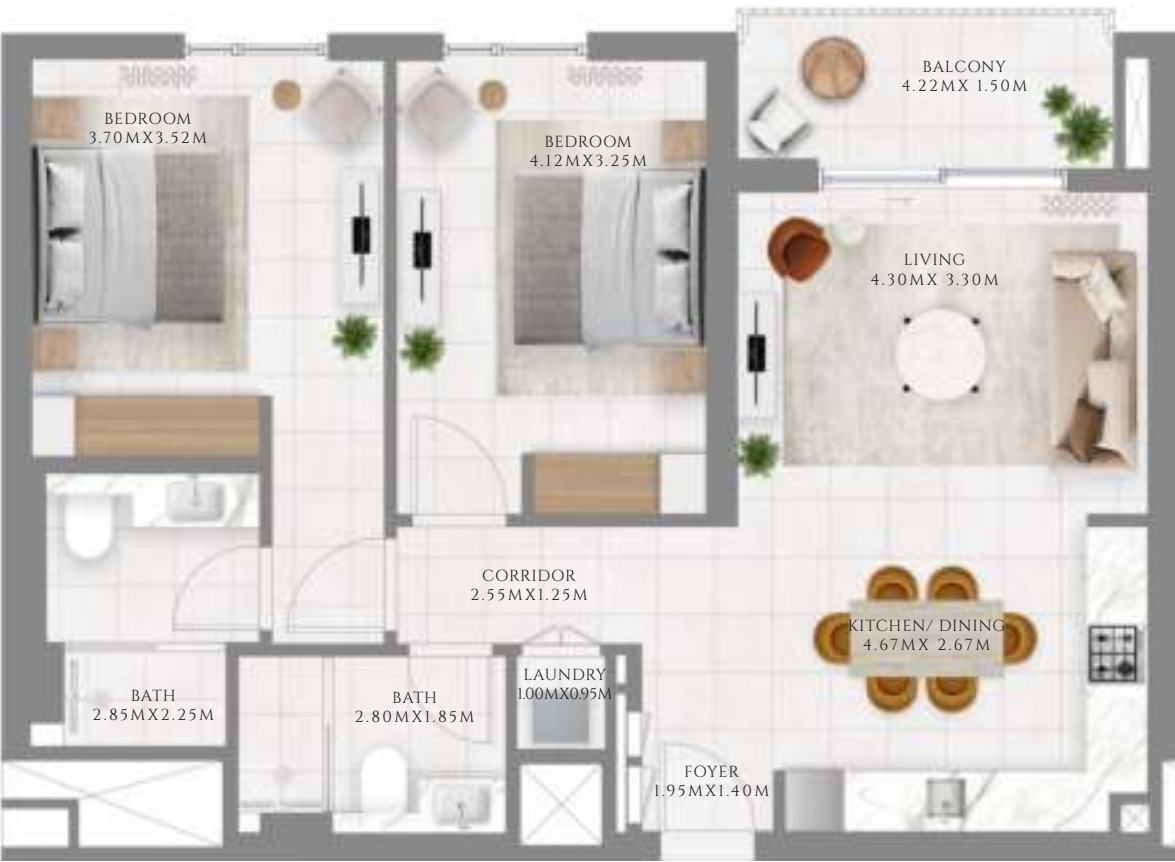 BALCONY
4.22MX 1.50M
BEDROOM
3.70MX3.52M
BEDROOM
4.12MX3.25M
LIVING
4.30MX 3.30M
CORRIDOR
2.55MX1.25M
KITCHEN/ DINING
4.67MX 2.67M
LAUNDRY
1.00MX0.95M
BATH
2.85MX2.25M
BATH
2.80MX1.85M
FOYER
1.95MX1.40M